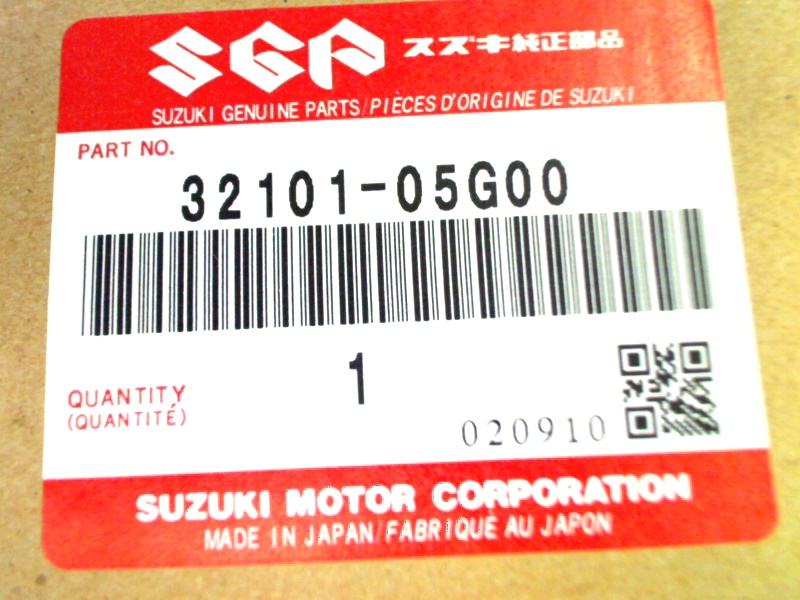 SGP スズキ純正部品
SUZUKI GENUINE PARTS/PIÈCES D'ORIGINE DE SUZUKI
PART NO.
32101-05G00
1
QUANTITY
(QUANTITÉ)
020910
SUZUKI MOTOR CORPORATION
MADE IN JAPAN/FABRIQUE AU JAPON